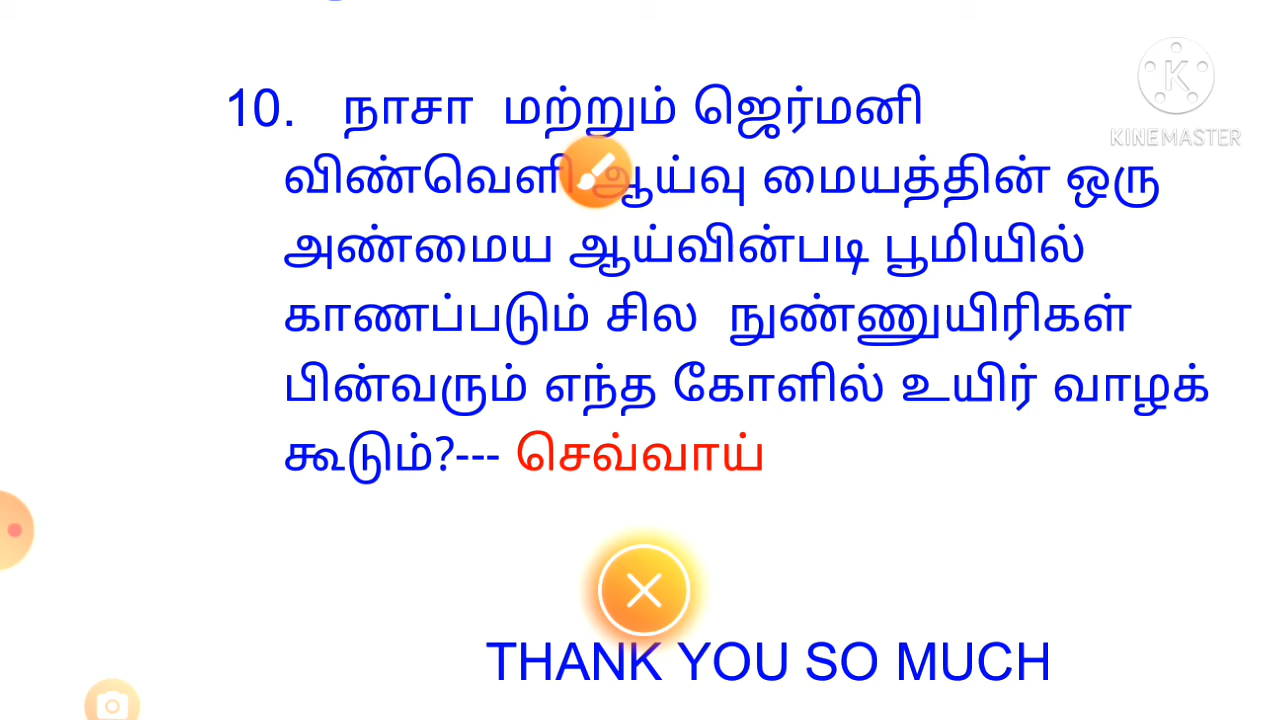 10. நாசா மற்றும் ஜெர்மனி
விண்வெளி ஆய்வு மையத்தின் ஒரு
அண்மைய ஆய்வின்படி பூமியில்
காணப்படும் சில நுண்ணுயிரிகள்
பின்வரும் எந்த கோளில் உயிர் வாழக்
கூடும்?--- செவ்வாய்
THANK YOU SO MUCH
K
KINEMASTER